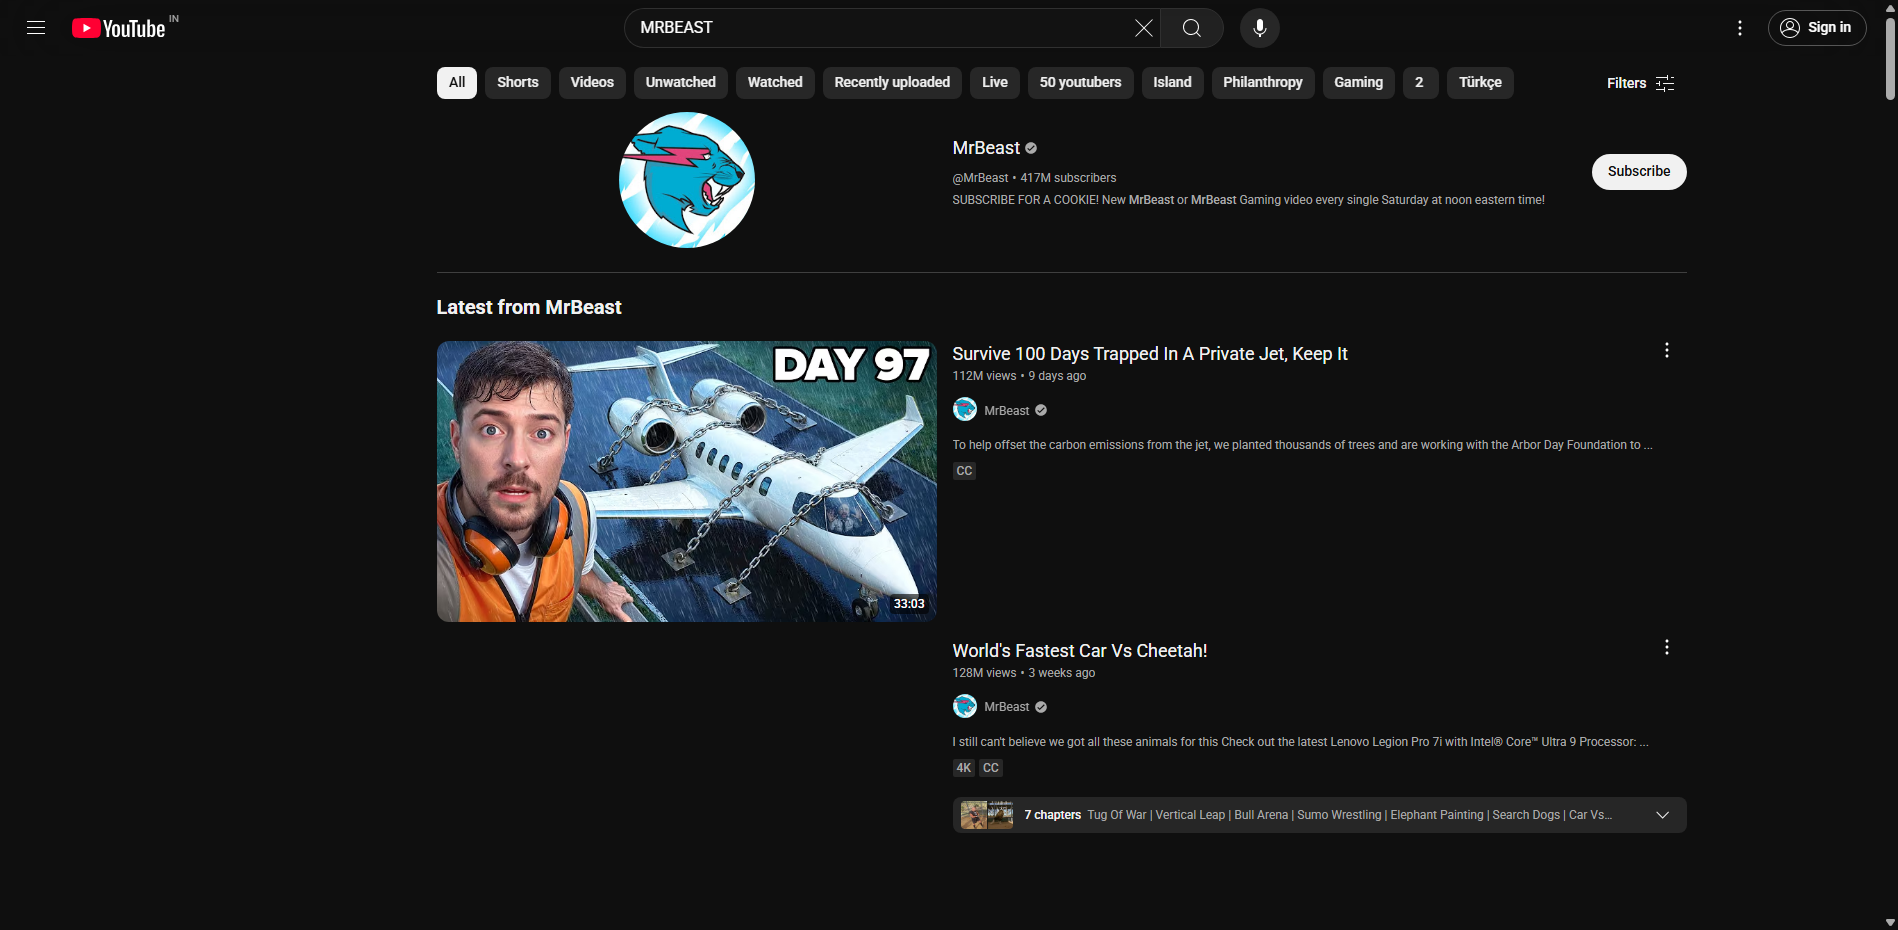 YouTube IN
MRBEAST
Sign in
All Shorts Videos Unwatched Watched Recently uploaded Live 50 youtubers Island Philanthropy Gaming 2 Türkçe Filters
MrBeast
@MrBeast • 417M subscribers
SUBSCRIBE FOR A COOKIE! New MrBeast or MrBeast Gaming video every single Saturday at noon eastern time!
Subscribe
Latest from MrBeast
DAY 97
33:03
Survive 100 Days Trapped In A Private Jet, Keep It
112M views • 9 days ago
MrBeast
To help offset the carbon emissions from the jet, we planted thousands of trees and are working with the Arbor Day Foundation to ...
CC
World's Fastest Car Vs Cheetah!
128M views • 3 weeks ago
MrBeast
I still can't believe we got all these animals for this Check out the latest Lenovo Legion Pro 7i with Intel® Core™ Ultra 9 Processor: ...
4K CC
7 chapters Tug Of War | Vertical Leap | Bull Arena | Sumo Wrestling | Elephant Painting | Search Dogs | Car Vs...